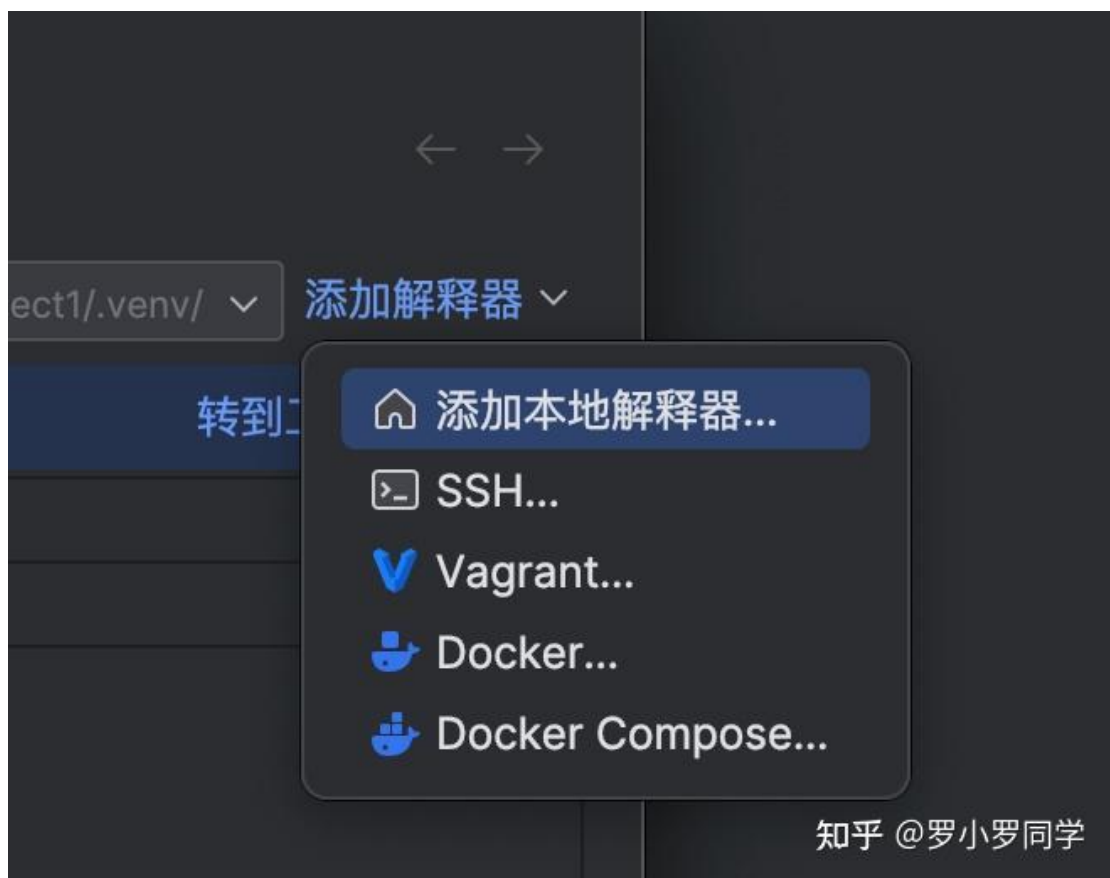 ect1/.venv/ 添加解释器
转到
添加本地解释器...
SSH...
Vagrant...
Docker...
Docker Compose...
知乎 @罗小罗同学